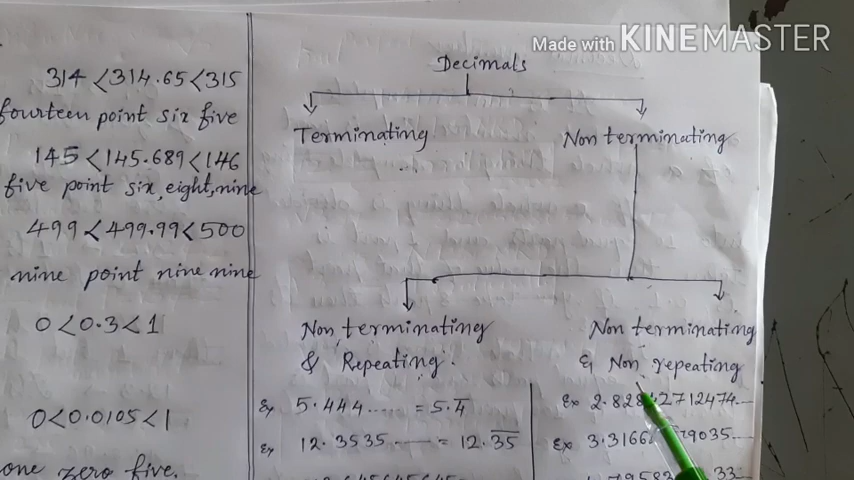 Made with KINEMASTER
314 < 314.65 < 315
fourteen point six five
145 < 145.689 < 146
five point six, eight, nine
499 < 499.99 < 500
nine point nine nine
0 < 0.3 < 1
0 < 0.0105 < 1
one zero five.
Decimals
Terminating
Non terminating
Non terminating
& Repeating.
Ex 5.444...... = 5.4̅
Ex 12.3535...... = 12.3̅5̅
Non terminating
& Non repeating
Ex 2.828 2712474...
Ex 3.3166 79035...